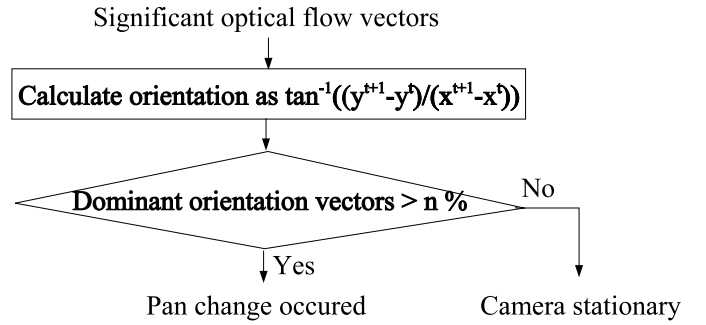 Significant optical flow vectors
Calculate orientation as tan⁻¹((yᵗ⁺¹-yᵗ)/(xᵗ⁺¹-xᵗ))
Dominant orientation vectors > n %
No
Yes
Pan change occured
Camera stationary